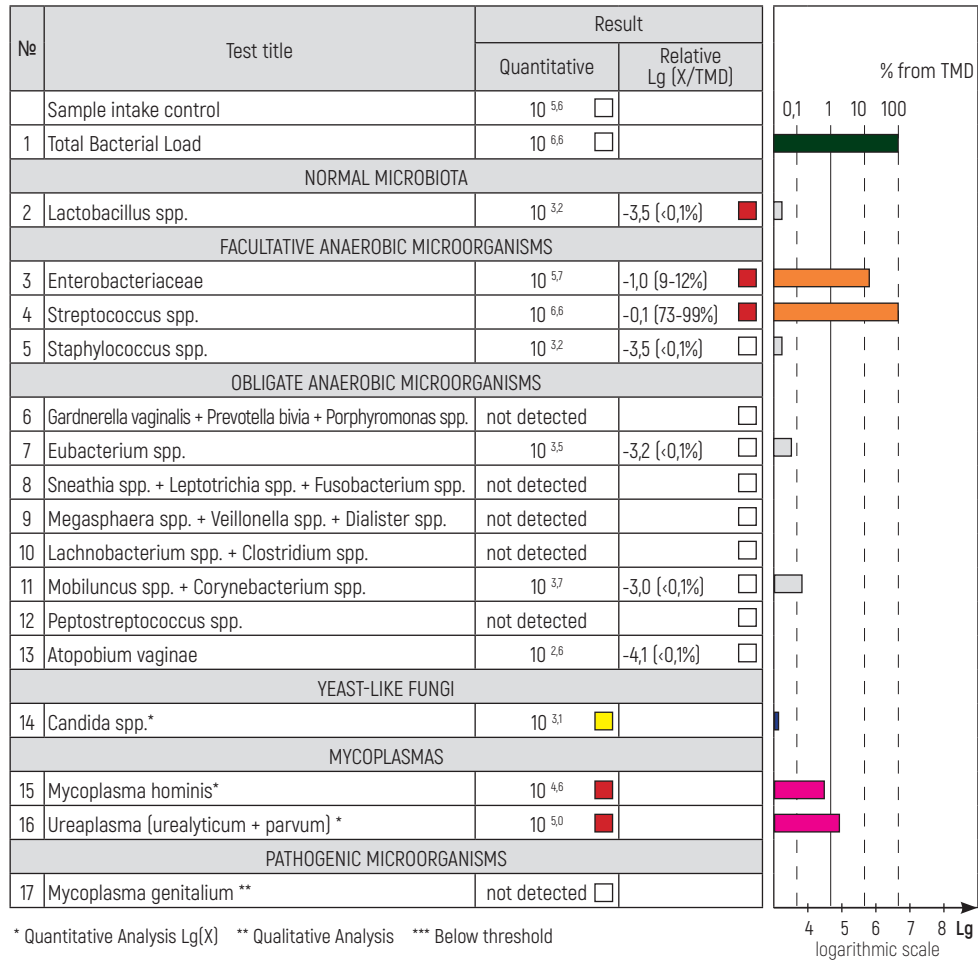 № Test title Result
Quantitative Relative Lg (X/TMD)
% from TMD
Sample intake control 10 5,6
0,1 1 10 100
1 Total Bacterial Load 10 6,6
NORMAL MICROBIOTA
2 Lactobacillus spp. 10 3,2 -3,5 (<0,1%)
FACULTATIVE ANAEROBIC MICROORGANISMS
3 Enterobacteriaceae 10 5,7 -1,0 (9-12%)
4 Streptococcus spp. 10 6,6 -0,1 (73-99%)
5 Staphylococcus spp. 10 3,2 -3,5 (<0,1%)
OBLIGATE ANAEROBIC MICROORGANISMS
6 Gardnerella vaginalis + Prevotella bivia + Porphyromonas spp. not detected
7 Eubacterium spp. 10 3,5 -3,2 (<0,1%)
8 Sneathia spp. + Leptotrichia spp. + Fusobacterium spp. not detected
9 Megasphaera spp. + Veillonella spp. + Dialister spp. not detected
10 Lachnobacterium spp. + Clostridium spp. not detected
11 Mobiluncus spp. + Corynebacterium spp. 10 3,7 -3,0 (<0,1%)
12 Peptostreptococcus spp. not detected
13 Atopobium vaginae 10 2,6 -4,1 (<0,1%)
YEAST-LIKE FUNGI
14 Candida spp.* 10 3,1
MYCOPLASMAS
15 Mycoplasma hominis* 10 4,6
16 Ureaplasma (urealyticum + parvum) * 10 5,0
PATHOGENIC MICROORGANISMS
17 Mycoplasma genitalium ** not detected
4 5 6 7 8 Lg
logarithmic scale
* Quantitative Analysis Lg(X) ** Qualitative Analysis *** Below threshold